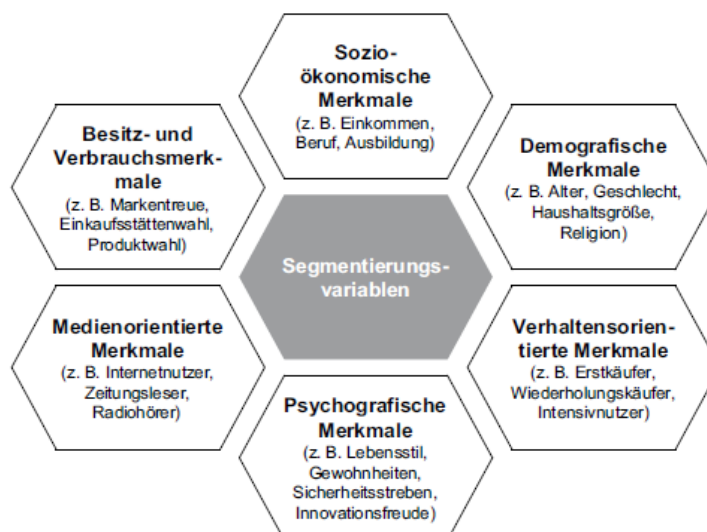 Sozio-
ökonomische
Merkmale
(z. B. Einkommen,
Beruf, Ausbildung)
Besitz- und
Verbrauchsmerk-
male
(z. B. Markentreue,
Einkaufsstättenwahl,
Produktwahl)
Demografische
Merkmale
(z. B. Alter, Geschlecht,
Haushaltsgröße,
Religion)
Segmentierungs-
variablen
Medienorientierte
Merkmale
(z. B. Internetnutzer,
Zeitungsleser,
Radiohörer)
Verhaltensorien-
tierte Merkmale
(z. B. Erstkäufer,
Wiederholungskäufer,
Intensivnutzer)
Psychografische
Merkmale
(z. B. Lebensstil,
Gewohnheiten,
Sicherheitsstreben,
Innovationsfreude)